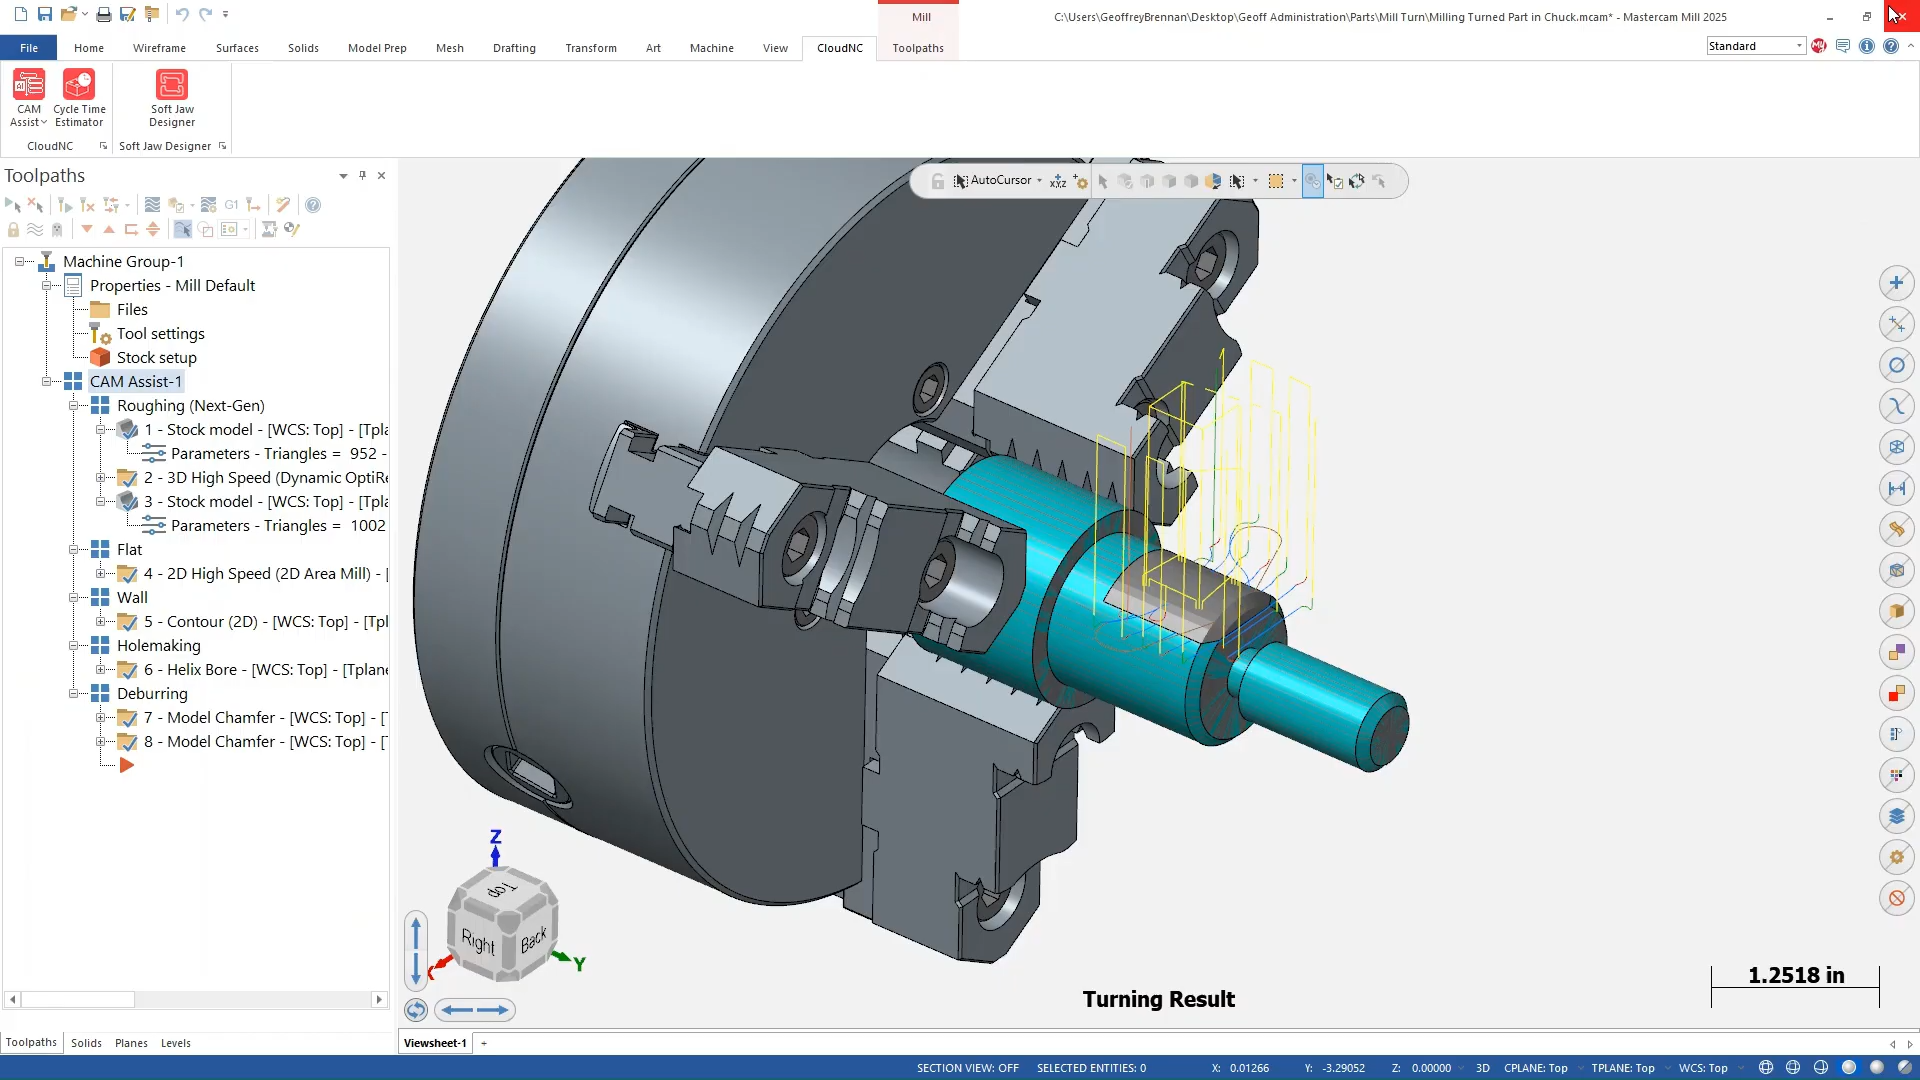 Mill
C:\Users\GeoffreyBrennan\Desktop\Geoff Administration\Parts\Mill Turn\Milling Turned Part in Chuck.mcam* - Mastercam Mill 2025
File Home Wireframe Surfaces Solids Model Prep Mesh Drafting Transform Art Machine View CloudNC Toolpaths
Standard
CAM Assist
Cycle Time Estimator
Soft Jaw Designer
CloudNC
Soft Jaw Designer
Toolpaths
AutoCursor
G1
Machine Group-1
Properties - Mill Default
Files
Tool settings
Stock setup
CAM Assist-1
Roughing (Next-Gen)
1 - Stock model - [WCS: Top] - [Tpla
Parameters - Triangles = 952 -
2 - 3D High Speed (Dynamic OptiRe
3 - Stock model - [WCS: Top] - [Tpla
Parameters - Triangles = 1002
Flat
4 - 2D High Speed (2D Area Mill) - [
Wall
5 - Contour (2D) - [WCS: Top] - [Tpl
Holemaking
6 - Helix Bore - [WCS: Top] - [Tplane
Deburring
7 - Model Chamfer - [WCS: Top] - [T
8 - Model Chamfer - [WCS: Top] - [T
Z
Top
Right
Back
X
Y
Turning Result
1.2518 in
Toolpaths Solids Planes Levels
Viewsheet-1 +
SECTION VIEW: OFF SELECTED ENTITIES: 0 X: 0.01266 Y: -3.29052 Z: 0.00000 3D CPLANE: Top TPLANE: Top WCS: Top